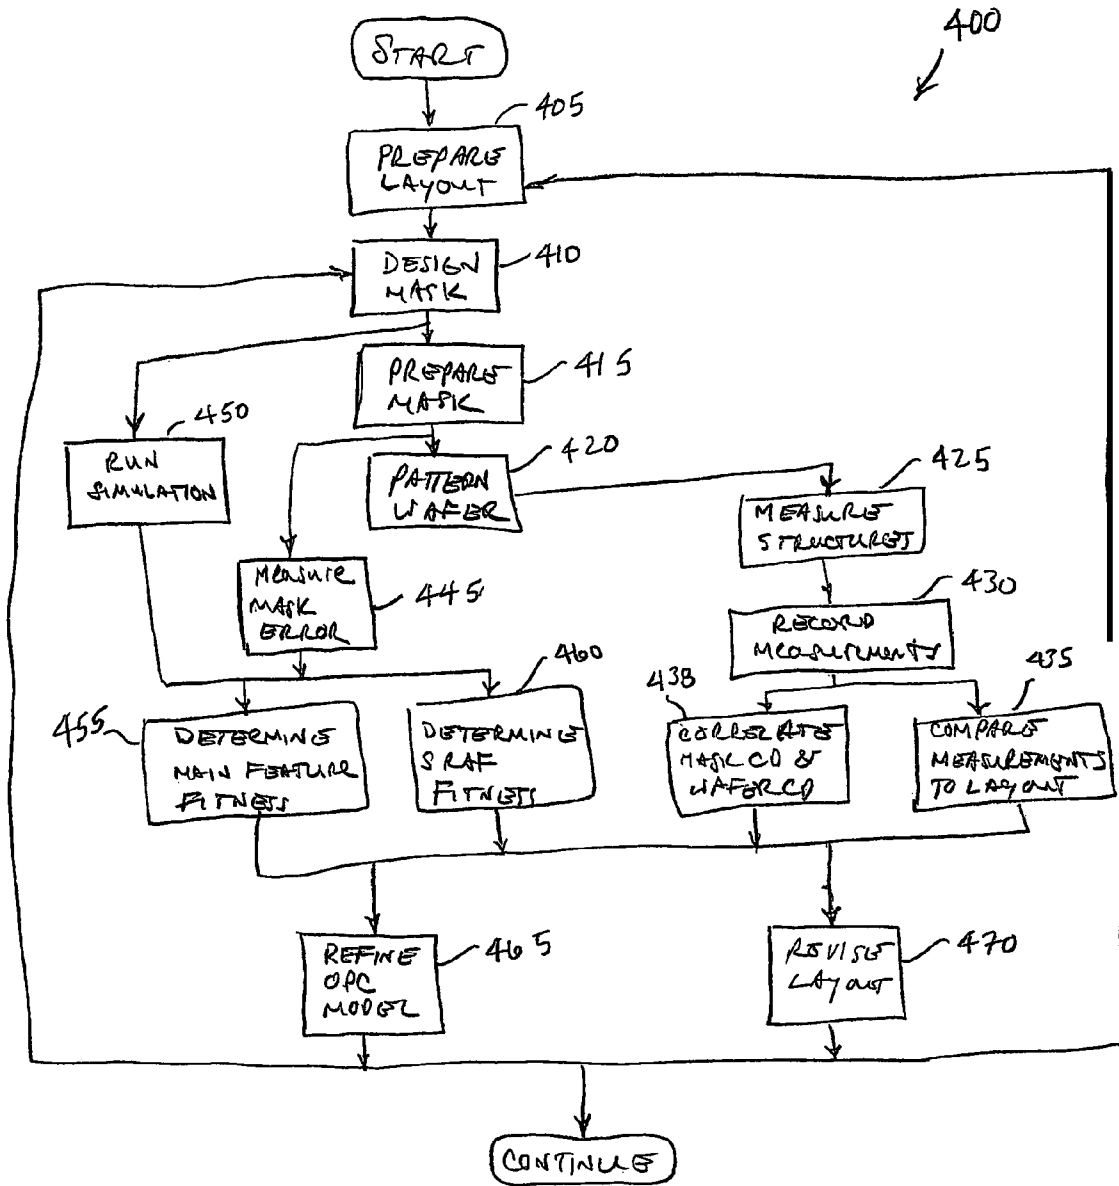 START
400
405
PREPARE
LAYOUT
DESIGN
MASK
410
PREPARE
MASK
415
450
RUN
SIMULATION
PATTERN
WAFER
420
425
MEASURE
STRUCTURES
MEASURE
MASK
ERROR
445
430
RECORD
MEASUREMENTS
455
DETERMINE
MAIN FEATURE
FITNESS
460
DETERMINE
SRAF
FITNESS
438
CORRELATE
MASK CD &
WAFER CD
435
COMPARE
MEASUREMENTS
TO LAYOUT
REFINE
OPC
MODEL
465
REVISE
LAYOUT
470
CONTINUE